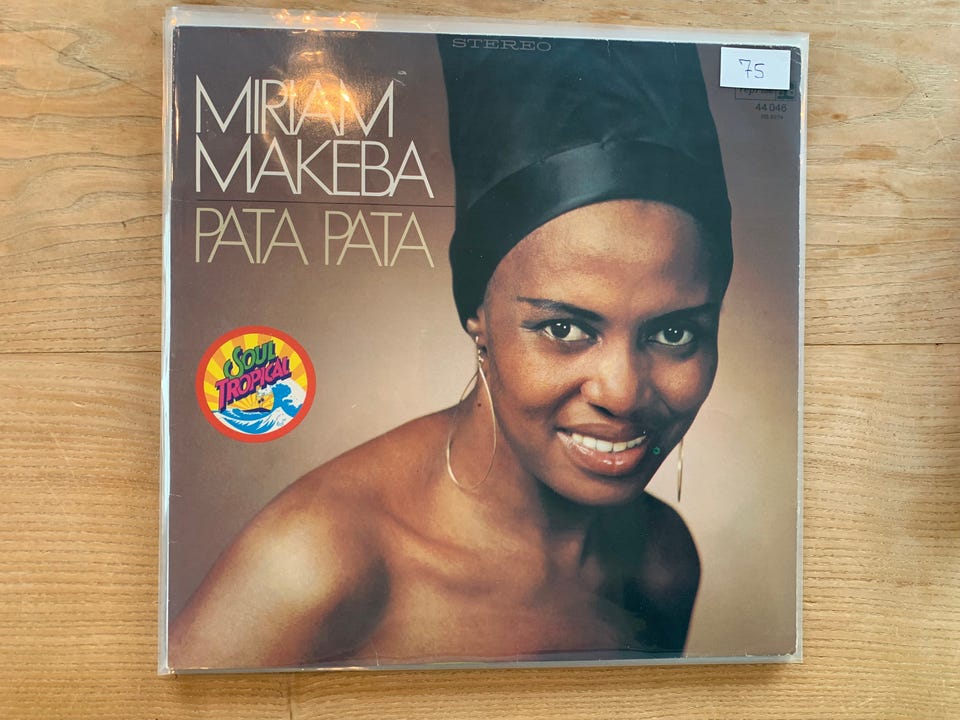 STEREO
75
44 046
MIRIAM
MAKEBA
PATA PATA
SOUL
TROPICAL